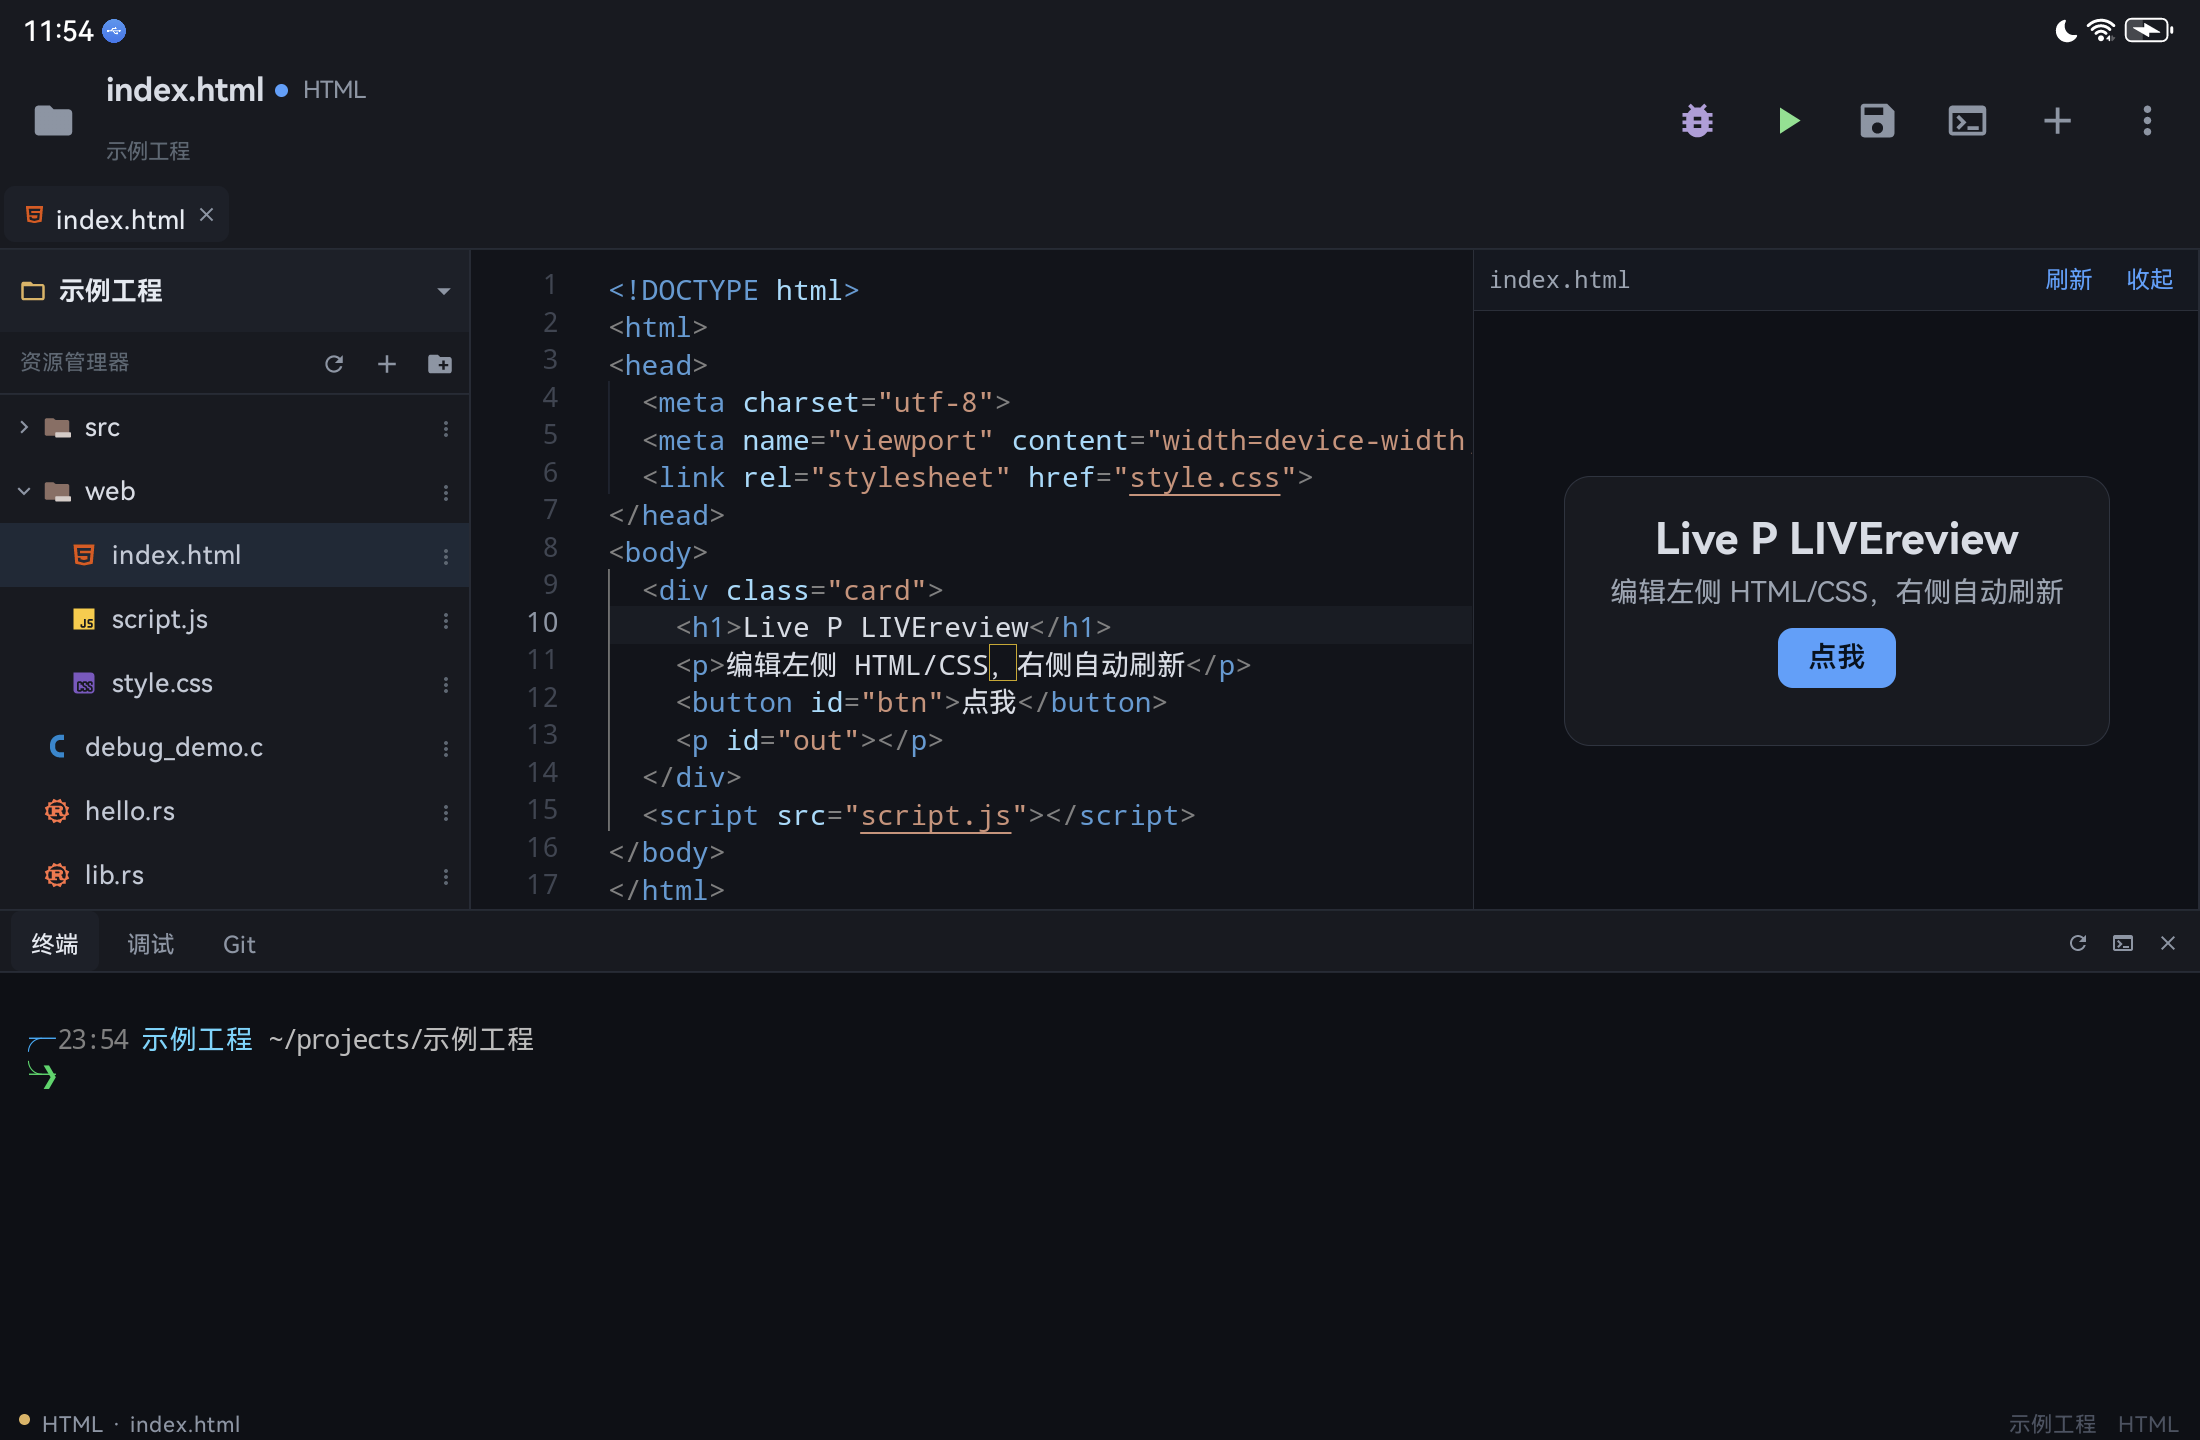 11:54
index.html HTML
示例工程
index.html
示例工程
资源管理器
src
web
index.html
script.js
style.css
debug_demo.c
hello.rs
lib.rs
1 <!DOCTYPE html>
2 <html>
3 <head>
4 <meta charset="utf-8">
5 <meta name="viewport" content="width=device-width
6 <link rel="stylesheet" href="style.css">
7 </head>
8 <body>
9 <div class="card">
10 <h1>Live P LIVEreview</h1>
11 <p>编辑左侧 HTML/CSS，右侧自动刷新</p>
12 <button id="btn">点我</button>
13 <p id="out"></p>
14 </div>
15 <script src="script.js"></script>
16 </body>
17 </html>
index.html 刷新 收起
Live P LIVEreview
编辑左侧 HTML/CSS，右侧自动刷新
点我
终端 调试 Git
23:54 示例工程 ~/projects/示例工程
❯
HTML · index.html
示例工程 HTML